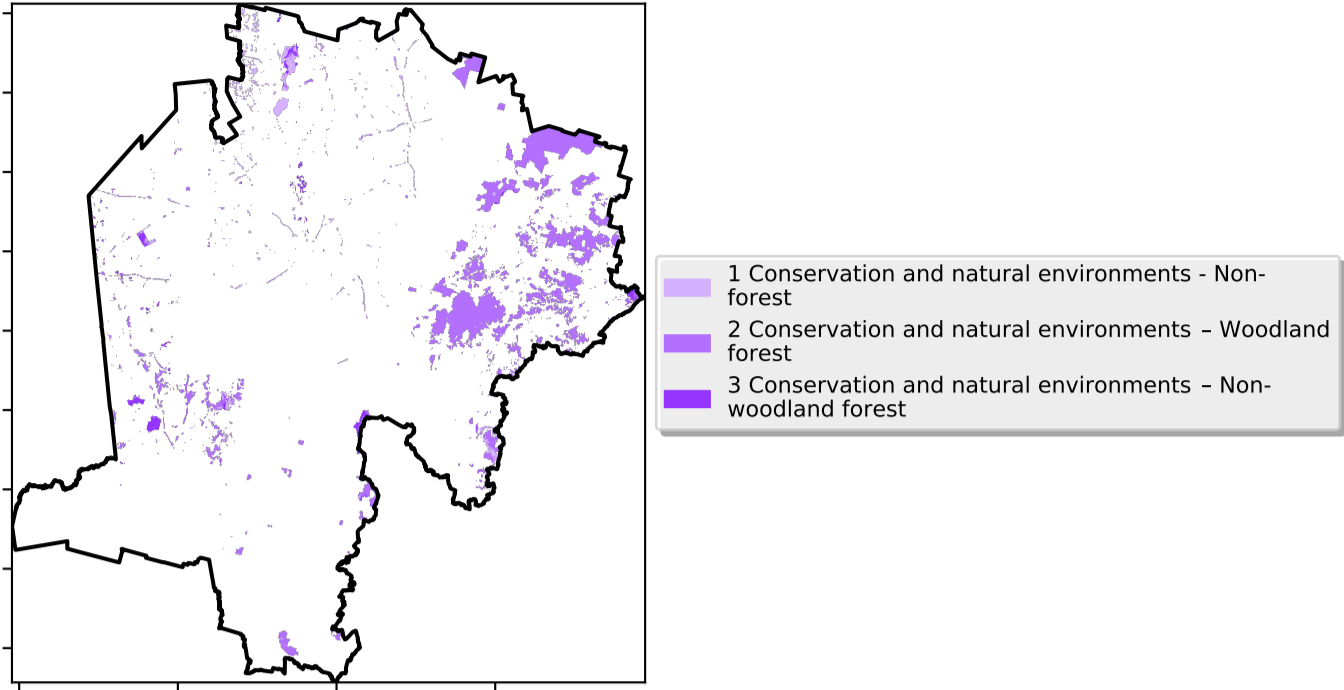 1 Conservation and natural environments - Non-
forest
2 Conservation and natural environments – Woodland
forest
3 Conservation and natural environments – Non-
woodland forest